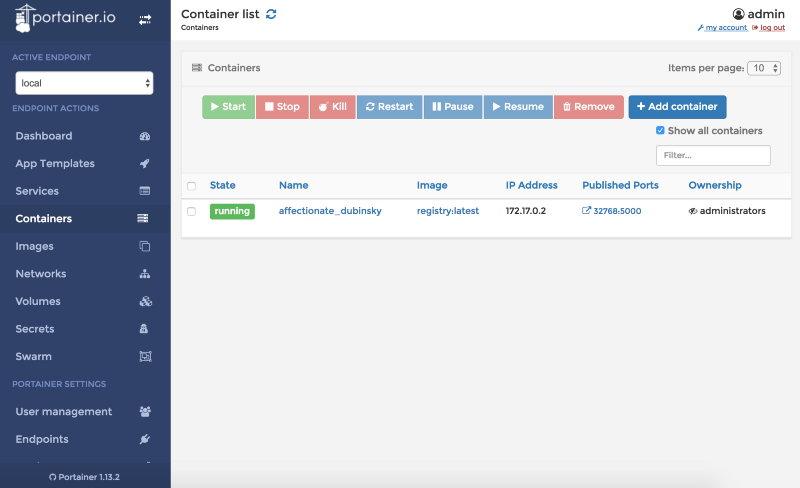 portainer.io
Container list
Containers
admin
my account log out
ACTIVE ENDPOINT
local
ENDPOINT ACTIONS
Dashboard
App Templates
Services
Containers
Images
Networks
Volumes
Secrets
Swarm
PORTAINER SETTINGS
User management
Endpoints
Portainer 1.13.2
Containers
Items per page: 10
Start Stop Kill Restart Pause Resume Remove Add container
Show all containers
Filter...
State Name Image IP Address Published Ports Ownership
running affectionate_dubinsky registry:latest 172.17.0.2 32768:5000 administrators